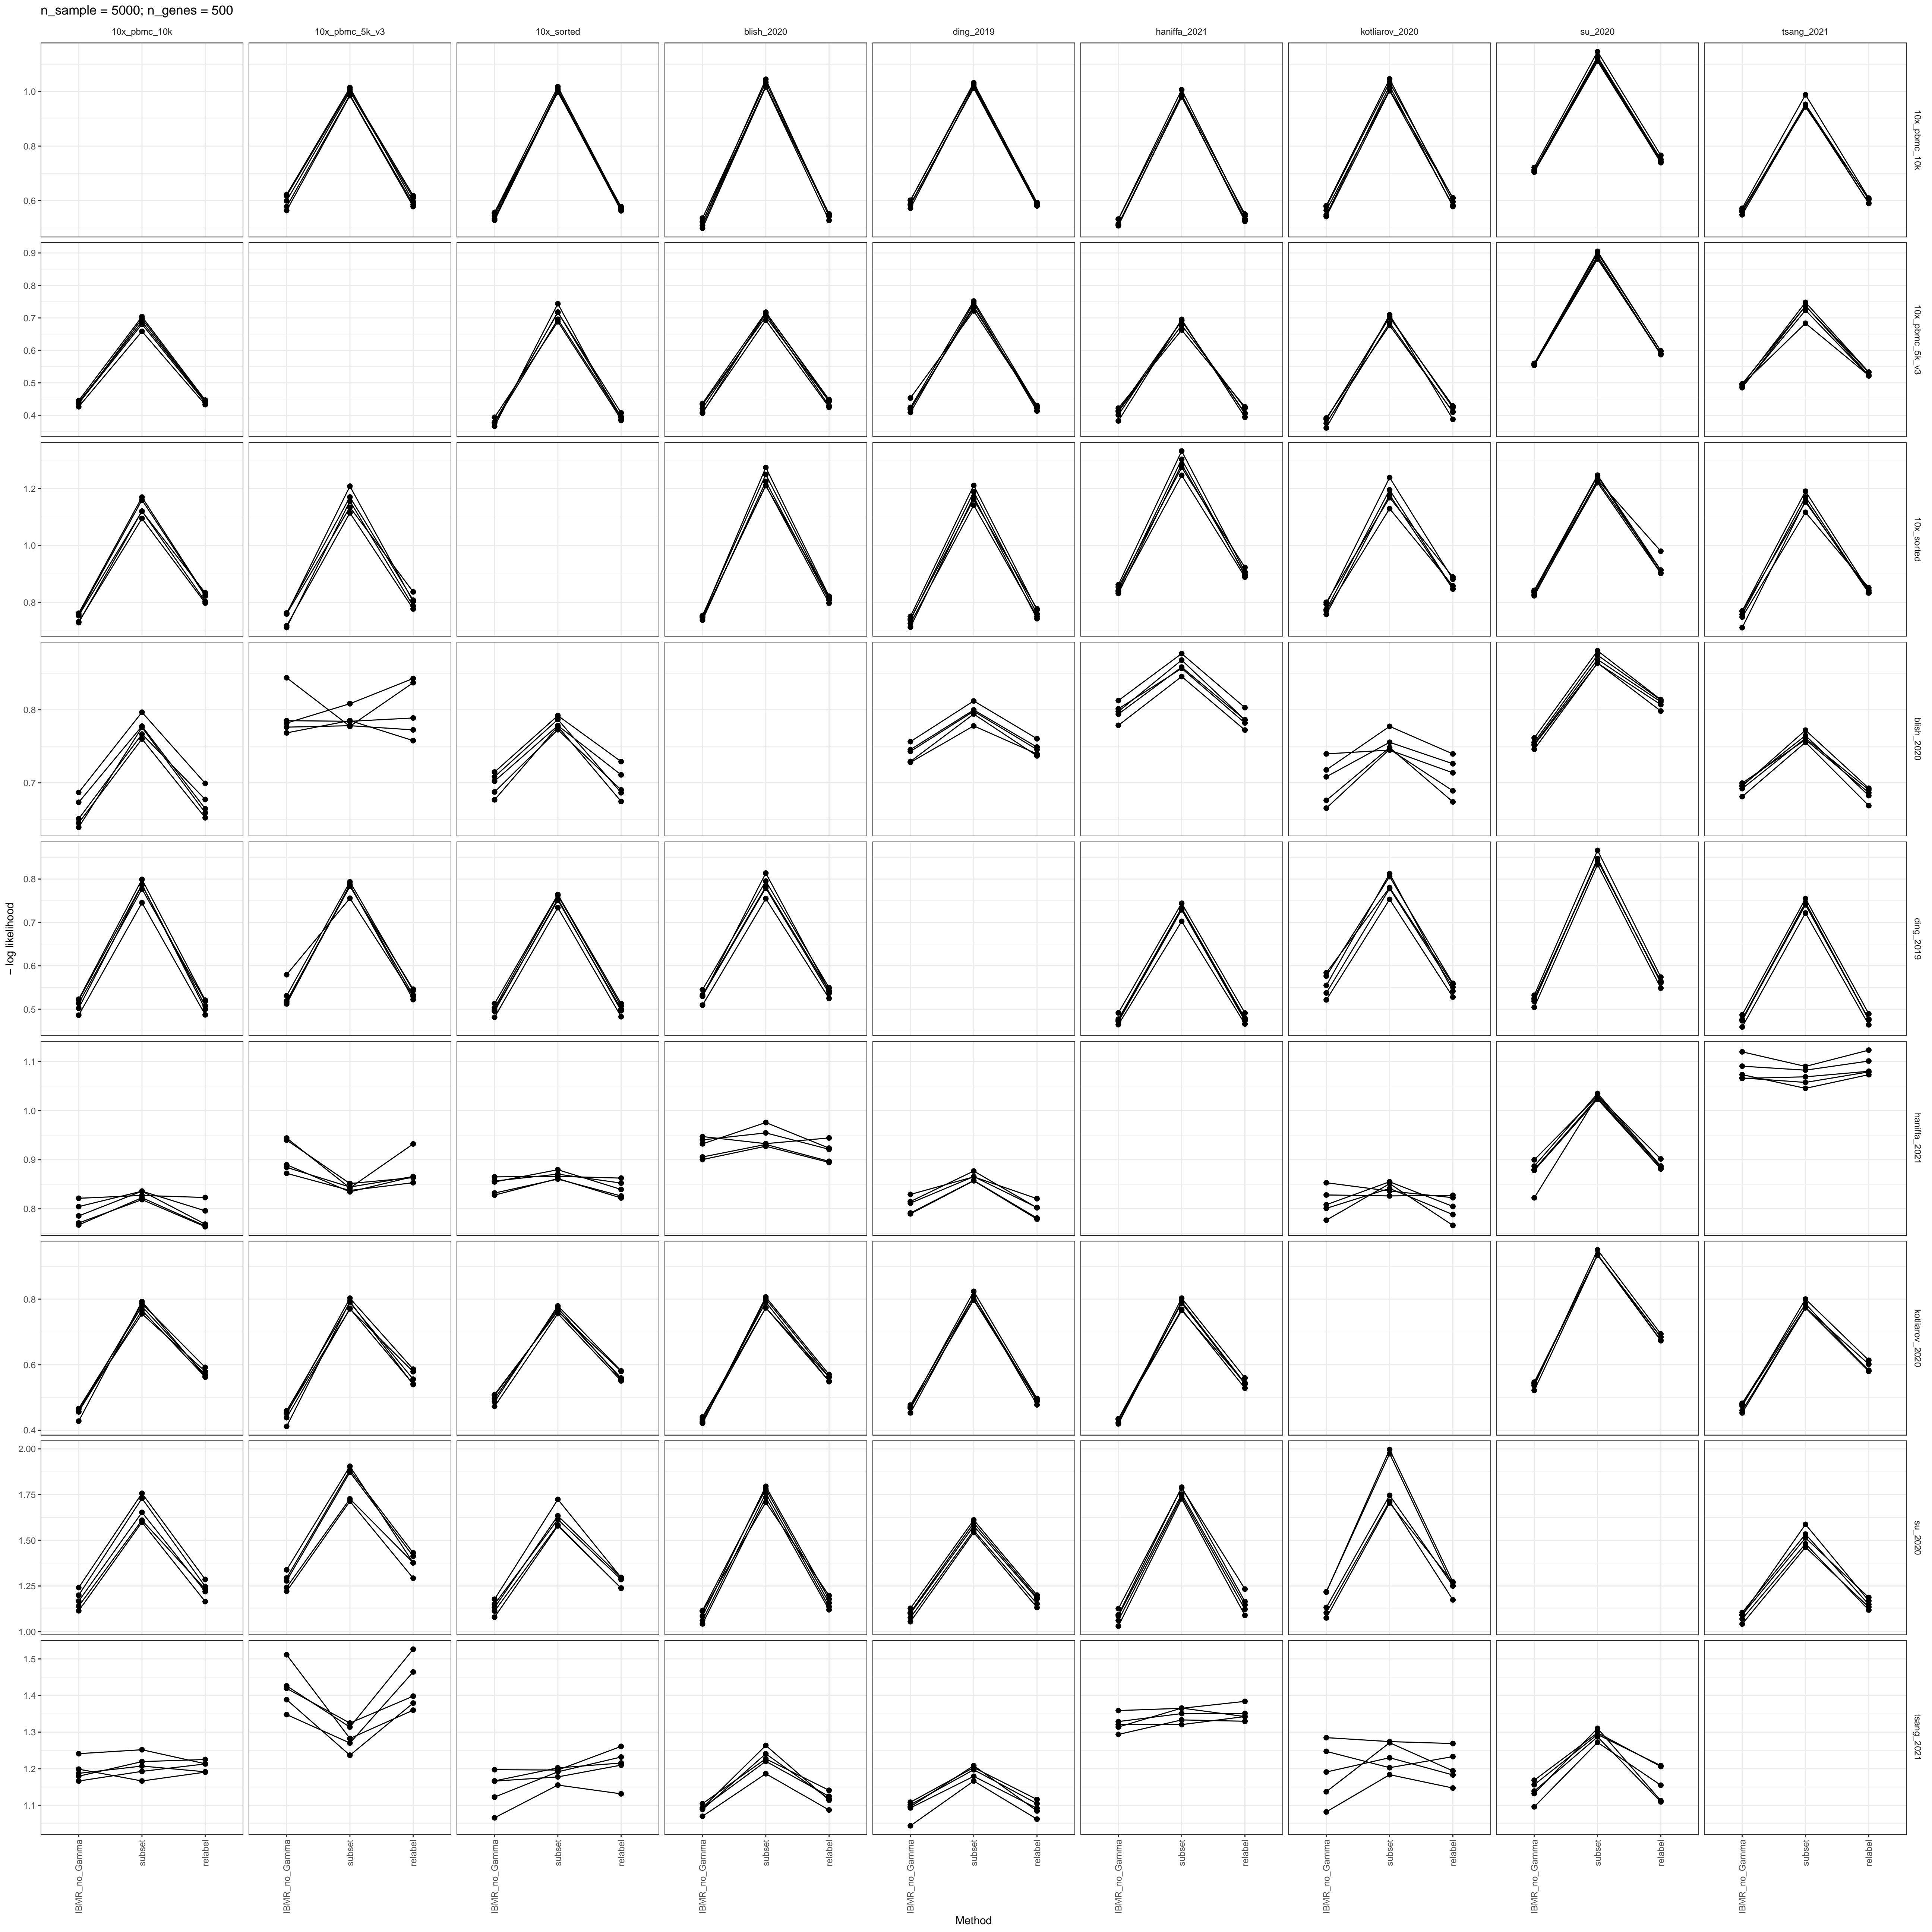 n_sample = 5000; n_genes = 500
10x_pbmc_10k 10x_pbmc_5k_v3 10x_sorted blish_2020 ding_2019 haniffa_2021 kotliarov_2020 su_2020 tsang_2021
1.0
0.8
0.6
10x_pbmc_10k
0.9
0.8
0.7
0.6
0.5
0.4
10x_pbmc_5k_v3
1.2
1.0
0.8
10x_sorted
0.8
0.7
blish_2020
0.8
0.7
0.6
0.5
ding_2019
− log likelihood
1.1
1.0
0.9
0.8
haniffa_2021
0.8
0.6
0.4
kotliarov_2020
2.00
1.75
1.50
1.25
1.00
su_2020
1.5
1.4
1.3
1.2
1.1
tsang_2021
IBMR_no_Gamma subset relabel IBMR_no_Gamma subset relabel IBMR_no_Gamma subset relabel IBMR_no_Gamma subset relabel IBMR_no_Gamma subset relabel IBMR_no_Gamma subset relabel IBMR_no_Gamma subset relabel IBMR_no_Gamma subset relabel IBMR_no_Gamma subset relabel
Method